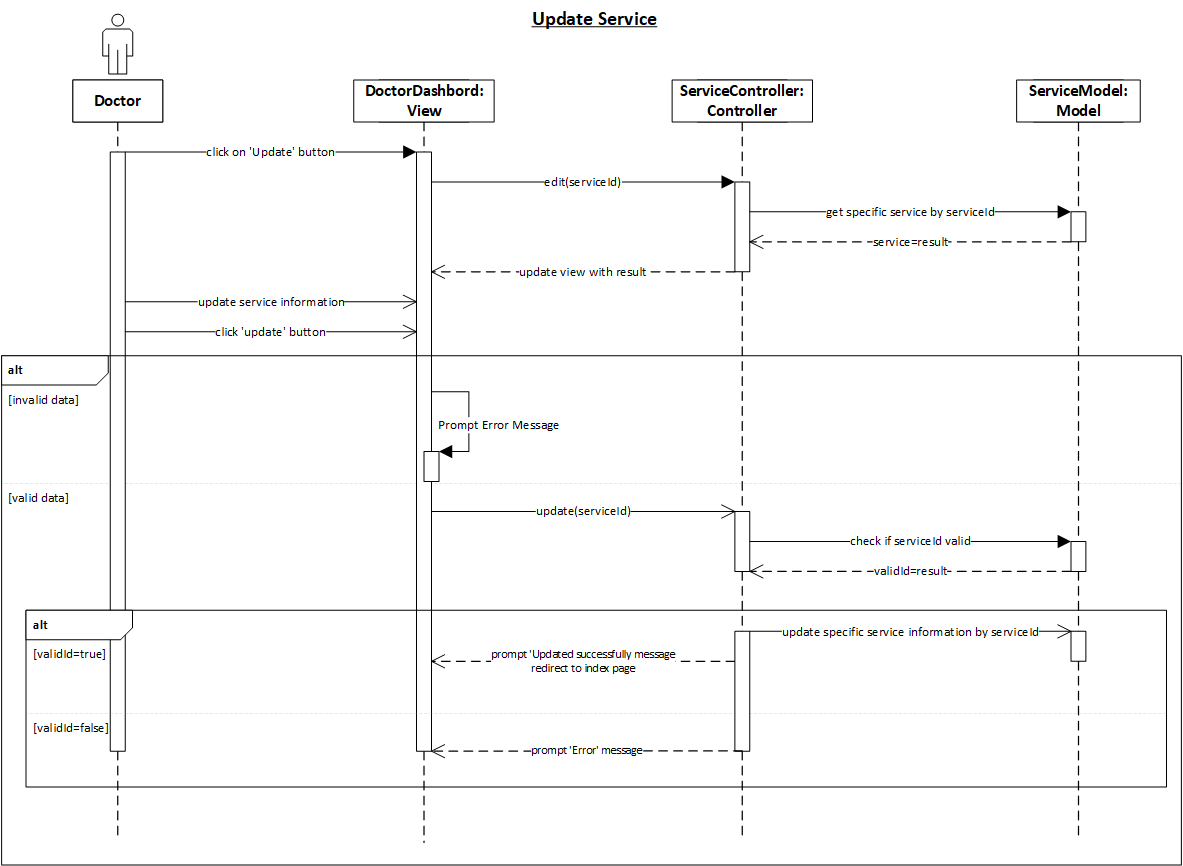 Update Service
Doctor
DoctorDashbord:
View
ServiceController:
Controller
ServiceModel:
Model
click on 'Update' button
edit(serviceId)
get specific service by serviceId
service=result
update view with result
update service information
click 'update' button
alt
[invalid data]
Prompt Error Message
[valid data]
update(serviceId)
check if serviceId valid
validId=result
alt
update specific service information by serviceId
[validId=true]
prompt 'Updated successfully message
redirect to index page
[validId=false]
prompt 'Error' message